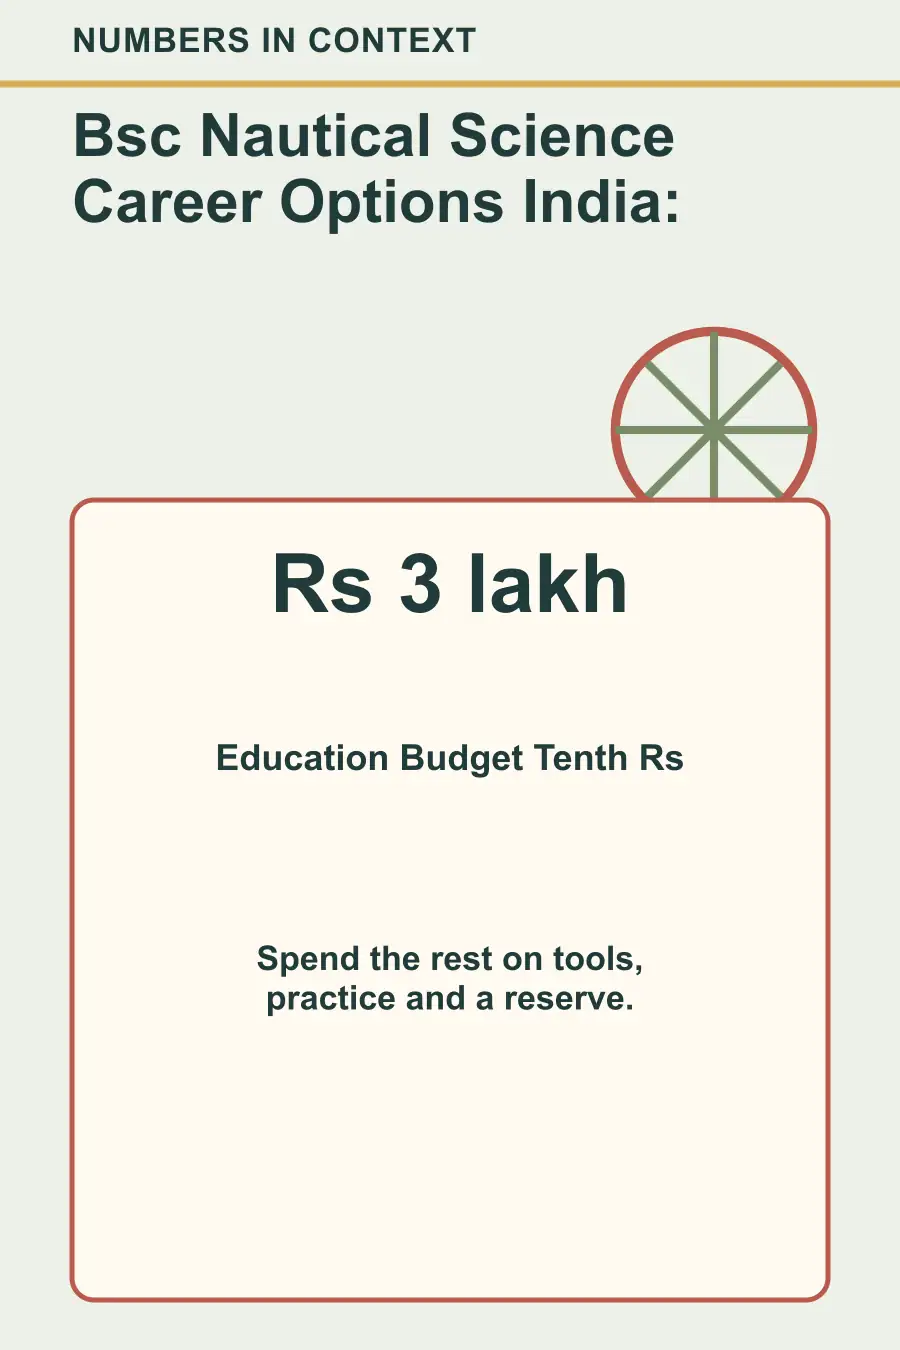 NUMBERS IN CONTEXT
Bsc Nautical Science
Career Options India:
Rs 3 lakh
Education Budget Tenth Rs
Spend the rest on tools,
practice and a reserve.